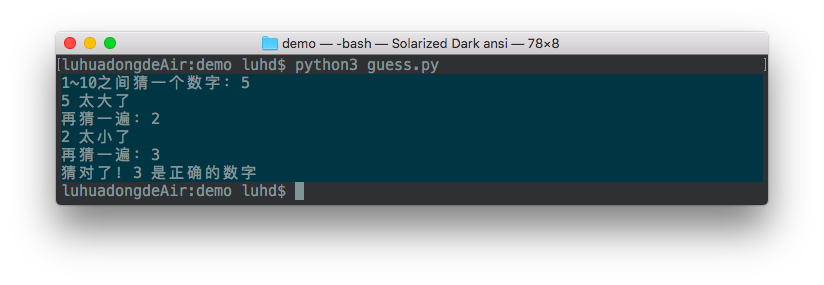 demo — -bash — Solarized Dark ansi — 78×8
[luhuadongdeAir:demo luhd$ python3 guess.py ]
1~10之间猜一个数字：5
5 太大了
再猜一遍：2
2 太小了
再猜一遍：3
猜对了！3 是正确的数字
luhuadongdeAir:demo luhd$